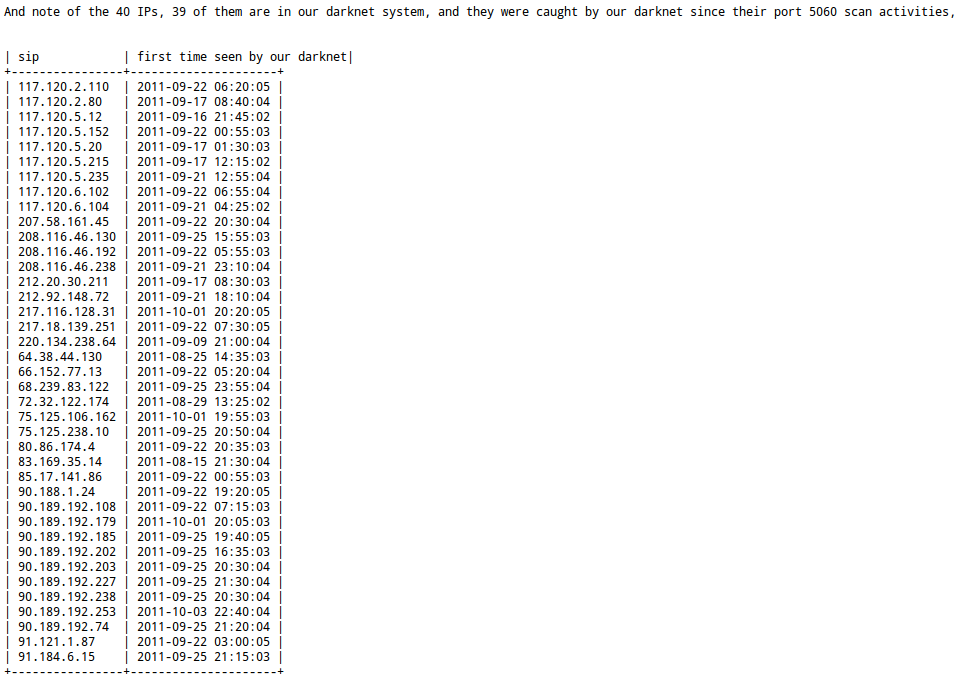 And note of the 40 IPs, 39 of them are in our darknet system, and they were caught by our darknet since their port 5060 scan activities,
| sip            | first time seen by our darknet|
+----------------+---------------------+
| 117.120.2.110  | 2011-09-22 06:20:05 |
| 117.120.2.80   | 2011-09-17 08:40:04 |
| 117.120.5.12   | 2011-09-16 21:45:02 |
| 117.120.5.152  | 2011-09-22 00:55:03 |
| 117.120.5.20   | 2011-09-17 01:30:03 |
| 117.120.5.215  | 2011-09-17 12:15:02 |
| 117.120.5.235  | 2011-09-21 12:55:04 |
| 117.120.6.102  | 2011-09-22 06:55:04 |
| 117.120.6.104  | 2011-09-21 04:25:02 |
| 207.58.161.45  | 2011-09-22 20:30:04 |
| 208.116.46.130 | 2011-09-25 15:55:03 |
| 208.116.46.192 | 2011-09-22 05:55:03 |
| 208.116.46.238 | 2011-09-21 23:10:04 |
| 212.20.30.211  | 2011-09-17 08:30:03 |
| 212.92.148.72  | 2011-09-21 18:10:04 |
| 217.116.128.31 | 2011-10-01 20:20:05 |
| 217.18.139.251 | 2011-09-22 07:30:05 |
| 220.134.238.64 | 2011-09-09 21:00:04 |
| 64.38.44.130   | 2011-08-25 14:35:03 |
| 66.152.77.13   | 2011-09-22 05:20:04 |
| 68.239.83.122  | 2011-09-25 23:55:04 |
| 72.32.122.174  | 2011-08-29 13:25:02 |
| 75.125.106.162 | 2011-10-01 19:55:03 |
| 75.125.238.10  | 2011-09-25 20:50:04 |
| 80.86.174.4    | 2011-09-22 20:35:03 |
| 83.169.35.14   | 2011-08-15 21:30:04 |
| 85.17.141.86   | 2011-09-22 00:55:03 |
| 90.188.1.24    | 2011-09-22 19:20:05 |
| 90.189.192.108 | 2011-09-22 07:15:03 |
| 90.189.192.179 | 2011-10-01 20:05:03 |
| 90.189.192.185 | 2011-09-25 19:40:05 |
| 90.189.192.202 | 2011-09-25 16:35:03 |
| 90.189.192.203 | 2011-09-25 20:30:04 |
| 90.189.192.227 | 2011-09-25 21:30:04 |
| 90.189.192.238 | 2011-09-25 20:30:04 |
| 90.189.192.253 | 2011-10-03 22:40:04 |
| 90.189.192.74  | 2011-09-25 21:20:04 |
| 91.121.1.87    | 2011-09-22 03:00:05 |
| 91.184.6.15    | 2011-09-25 21:15:03 |
+----------------+---------------------+